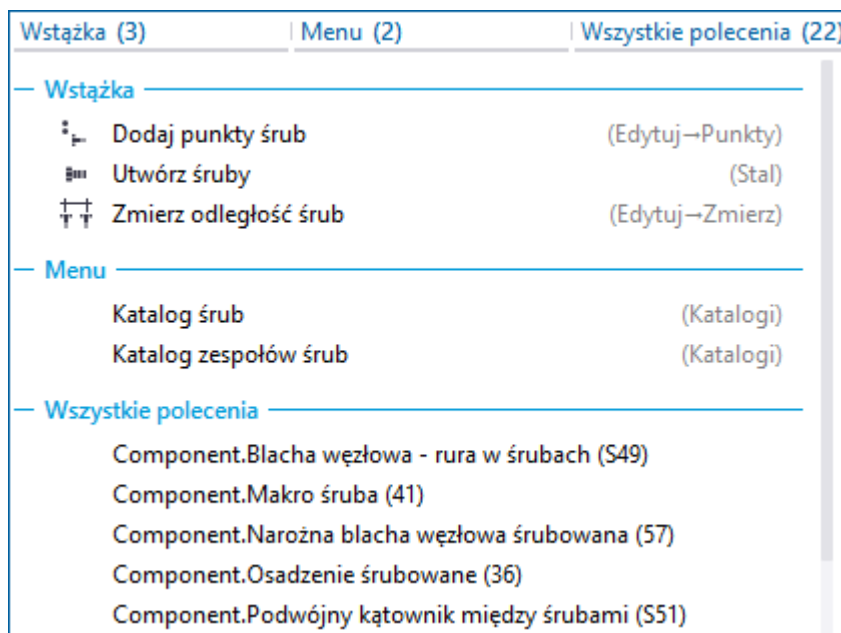 Wstążka (3) Menu (2) Wszystkie polecenia (22)
Wstążka
Dodaj punkty śrub (Edytuj→Punkty)
Utwórz śruby (Stal)
Zmierz odległość śrub (Edytuj→Zmierz)
Menu
Katalog śrub (Katalogi)
Katalog zespołów śrub (Katalogi)
Wszystkie polecenia
Component.Blacha węzłowa - rura w śrubach (S49)
Component.Makro śruba (41)
Component.Narożna blacha węzłowa śrubowana (57)
Component.Osadzenie śrubowane (36)
Component.Podwójny kątownik między śrubami (S51)